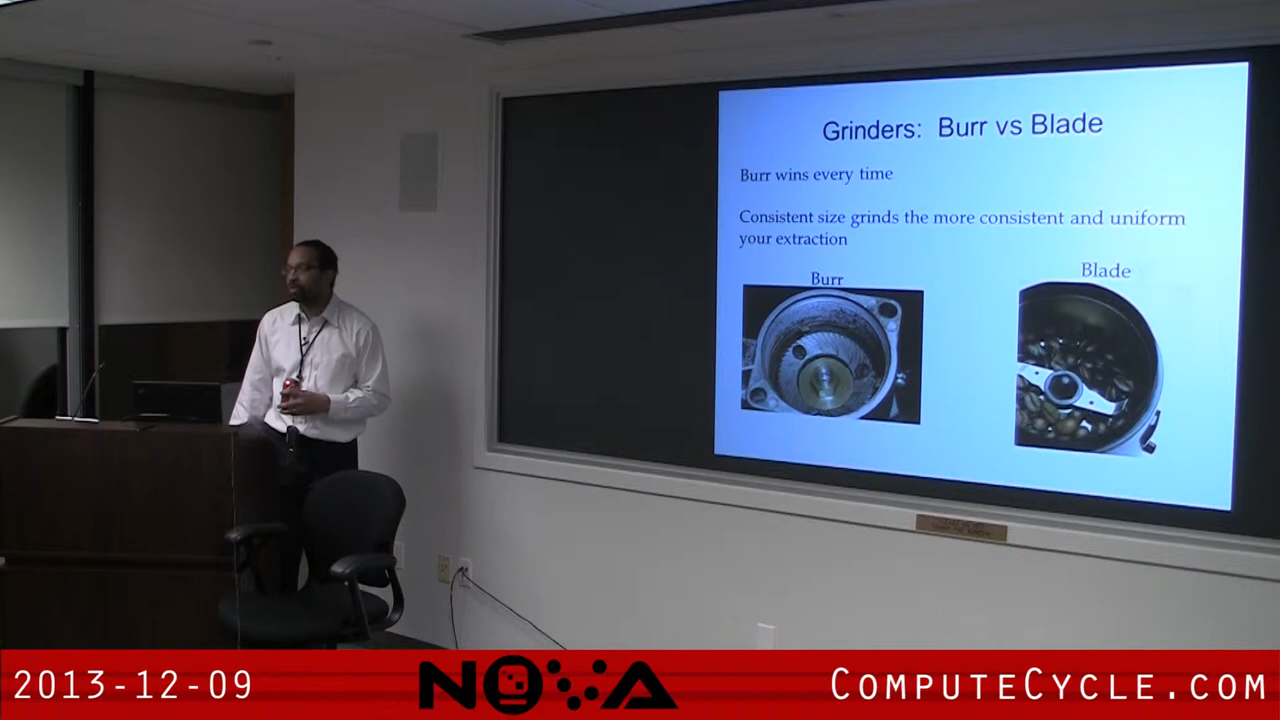 Grinders: Burr vs Blade
Burr wins every time
Consistent size grinds the more consistent and uniform
your extraction
Burr
Blade
2013-12-09
NOVA
COMPUTECYCLE.COM